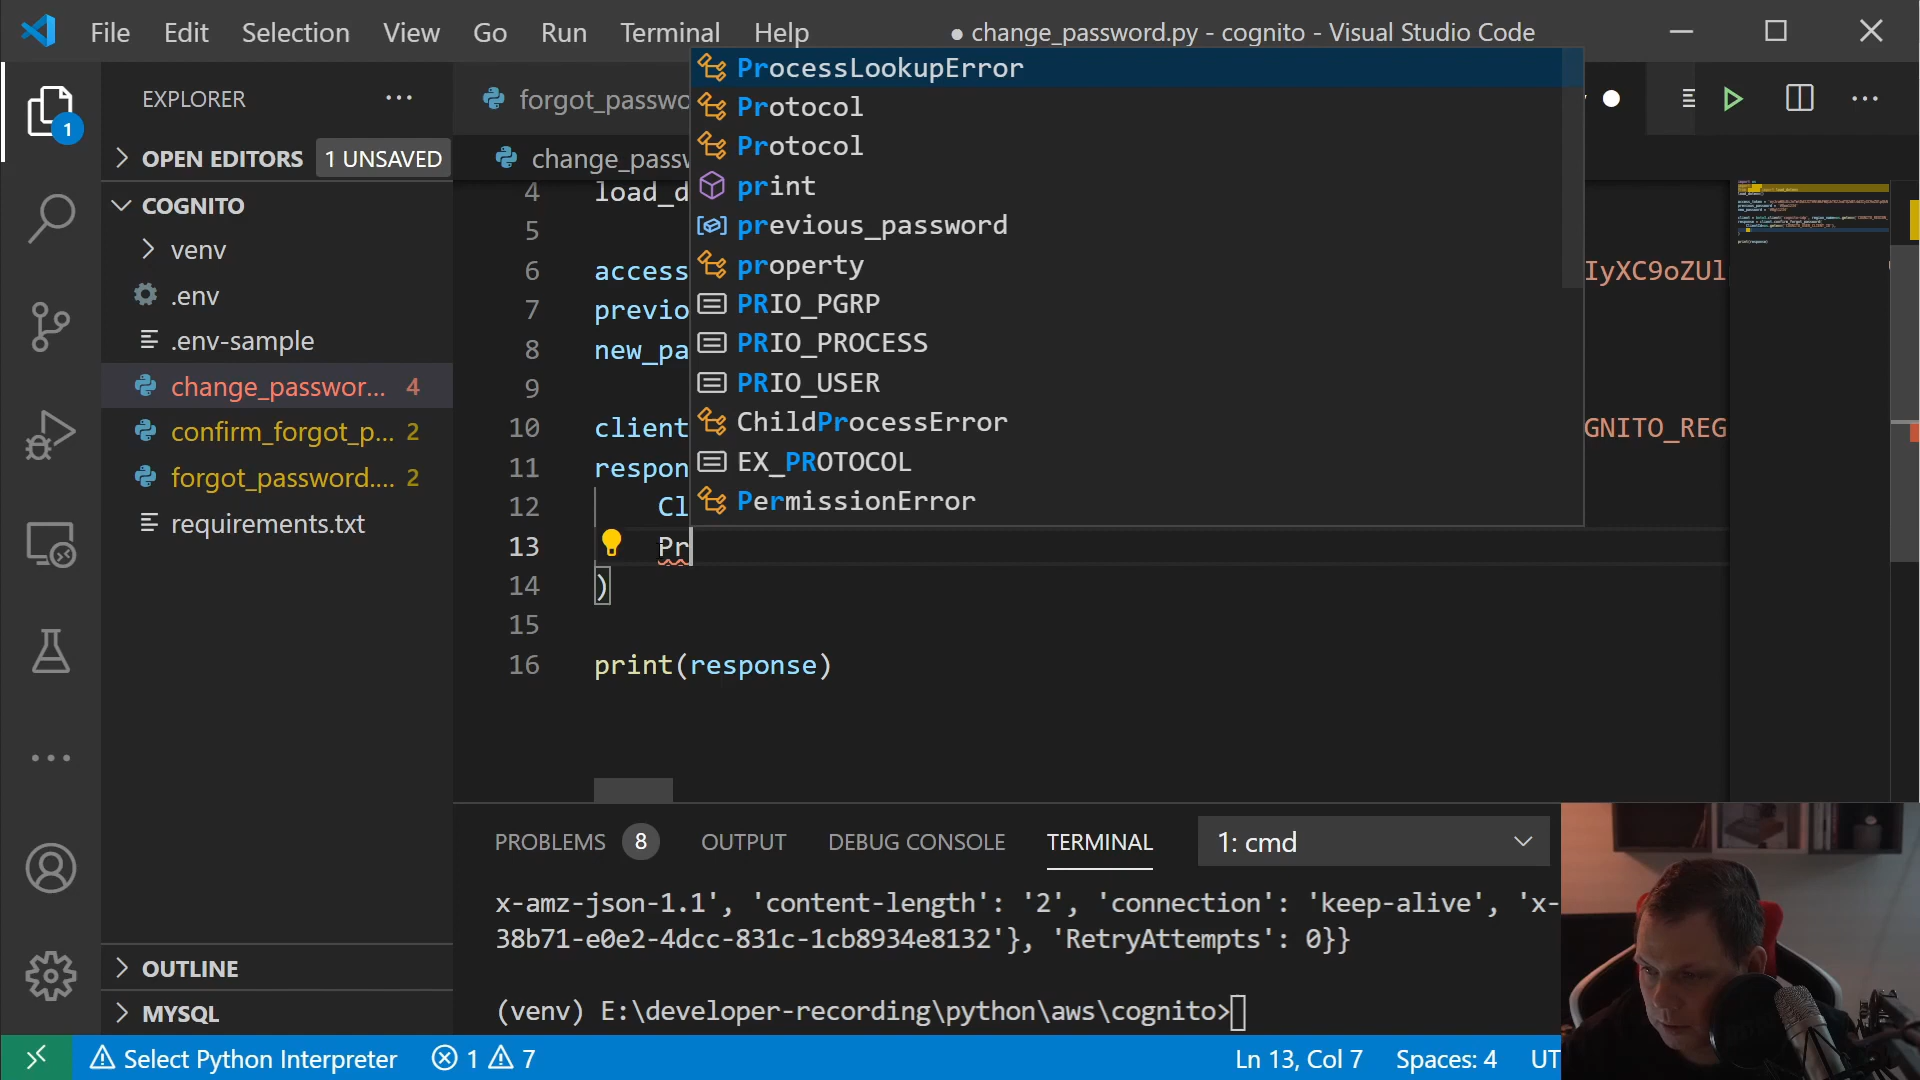 File Edit Selection View Go Run Terminal Help
● change_password.py - cognito - Visual Studio Code
EXPLORER
OPEN EDITORS 1 UNSAVED
COGNITO
venv
.env
.env-sample
change_passwor... 4
confirm_forgot_p... 2
forgot_password.... 2
requirements.txt
OUTLINE
MYSQL
1
forgot_passwo
change_passw
4 load_d
5
6 access IyXC9oZUl
7 previo
8 new_pa
9
10 client GNITO_REG
11 respon
12 Cl
13 Pr
14 )
15
16 print(response)
ProcessLookupError
Protocol
Protocol
print
previous_password
property
PRIO_PGRP
PRIO_PROCESS
PRIO_USER
ChildProcessError
EX_PROTOCOL
PermissionError
PROBLEMS 8 OUTPUT DEBUG CONSOLE TERMINAL 1: cmd
x-amz-json-1.1', 'content-length': '2', 'connection': 'keep-alive', 'x-
38b71-e0e2-4dcc-831c-1cb8934e8132'}, 'RetryAttempts': 0}}
(venv) E:\developer-recording\python\aws\cognito>
Select Python Interpreter 1 7 Ln 13, Col 7 Spaces: 4 UT